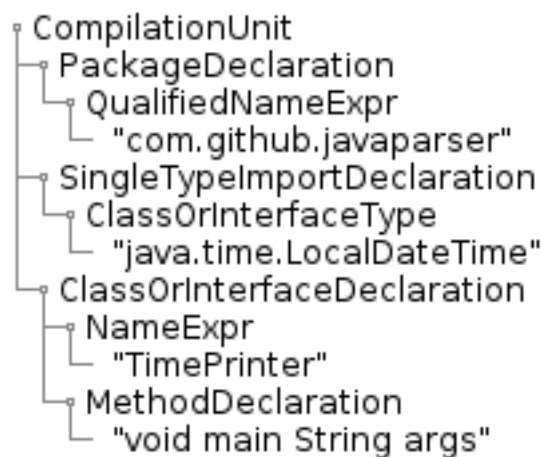 CompilationUnit
PackageDeclaration
QualifiedNameExpr
"com.github.javaparser"
SingleTypeImportDeclaration
ClassOrInterfaceType
"java.time.LocalDateTime"
ClassOrInterfaceDeclaration
NameExpr
"TimePrinter"
MethodDeclaration
"void main String args"